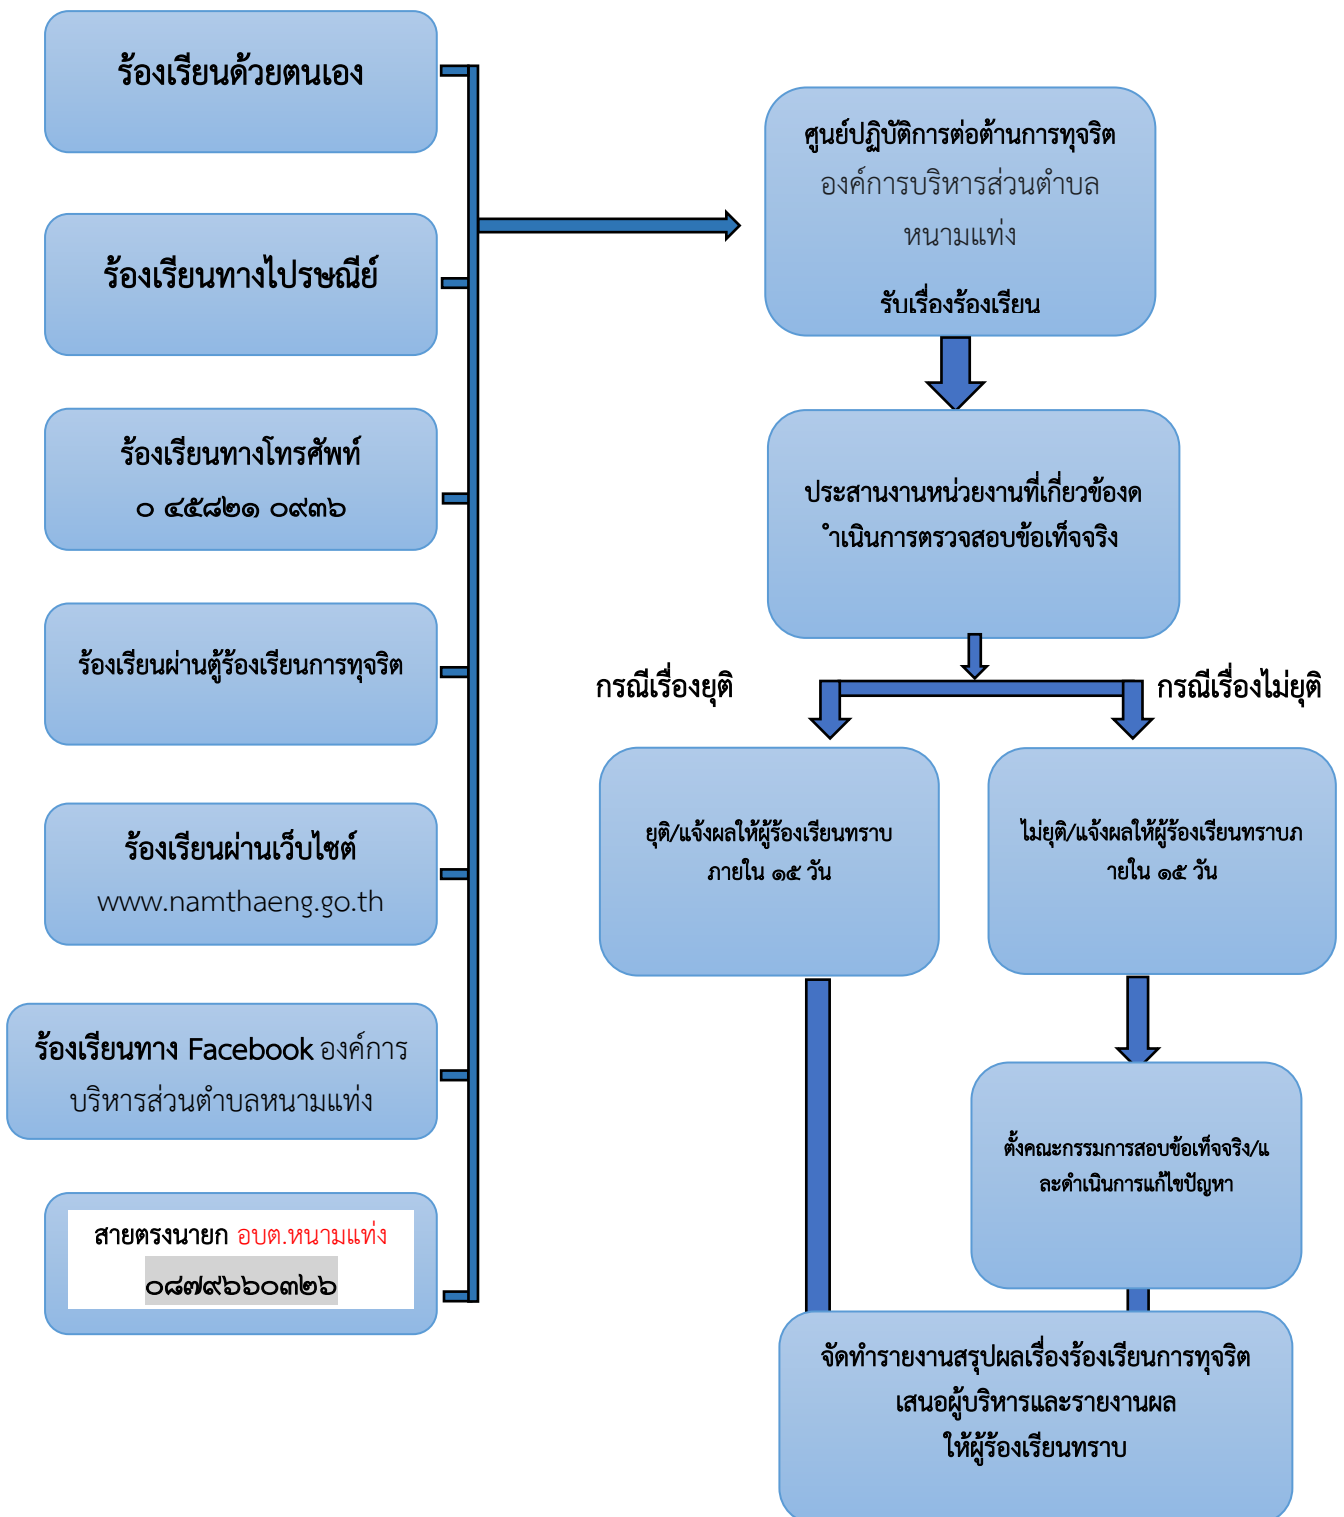 ร้องเรียนด้วยตนเอง
ร้องเรียนทางไปรษณีย์
ร้องเรียนทางโทรศัพท์
๐ ๔๕๘๒๑ ๐๙๓๖
ร้องเรียนผ่านตู้ร้องเรียนการทุจริต
ร้องเรียนผ่านเว็บไซต์
www.namthaeng.go.th
ร้องเรียนทาง Facebook องค์การ
บริหารส่วนตำบลหนามแท่ง
สายตรงนายก อบต.หนามแท่ง
๐๘๗๙๖๖๐๓๒๖
ศูนย์ปฏิบัติการต่อต้านการทุจริต
องค์การบริหารส่วนตำบล
หนามแท่ง
รับเรื่องร้องเรียน
ประสานงานหน่วยงานที่เกี่ยวข้องด
ำเนินการตรวจสอบข้อเท็จจริง
กรณีเรื่องยุติ
กรณีเรื่องไม่ยุติ
ยุติ/แจ้งผลให้ผู้ร้องเรียนทราบ
ภายใน ๑๕ วัน
ไม่ยุติ/แจ้งผลให้ผู้ร้องเรียนทราบภ
ายใน ๑๕ วัน
ตั้งคณะกรรมการสอบข้อเท็จจริง/แ
ละดำเนินการแก้ไขปัญหา
จัดทำรายงานสรุปผลเรื่องร้องเรียนการทุจริต
เสนอผู้บริหารและรายงานผล
ให้ผู้ร้องเรียนทราบ